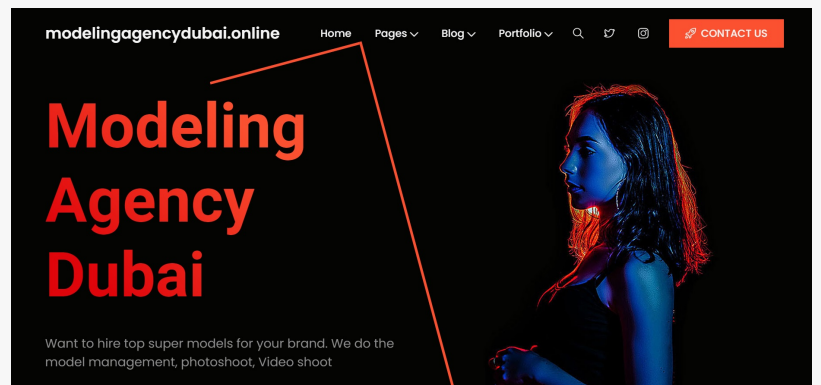 modelingagencydubai.online
Home Pages Blog Portfolio CONTACT US
Modeling
Agency
Dubai
Want to hire top super models for your brand. We do the
model management, photoshoot, Video shoot